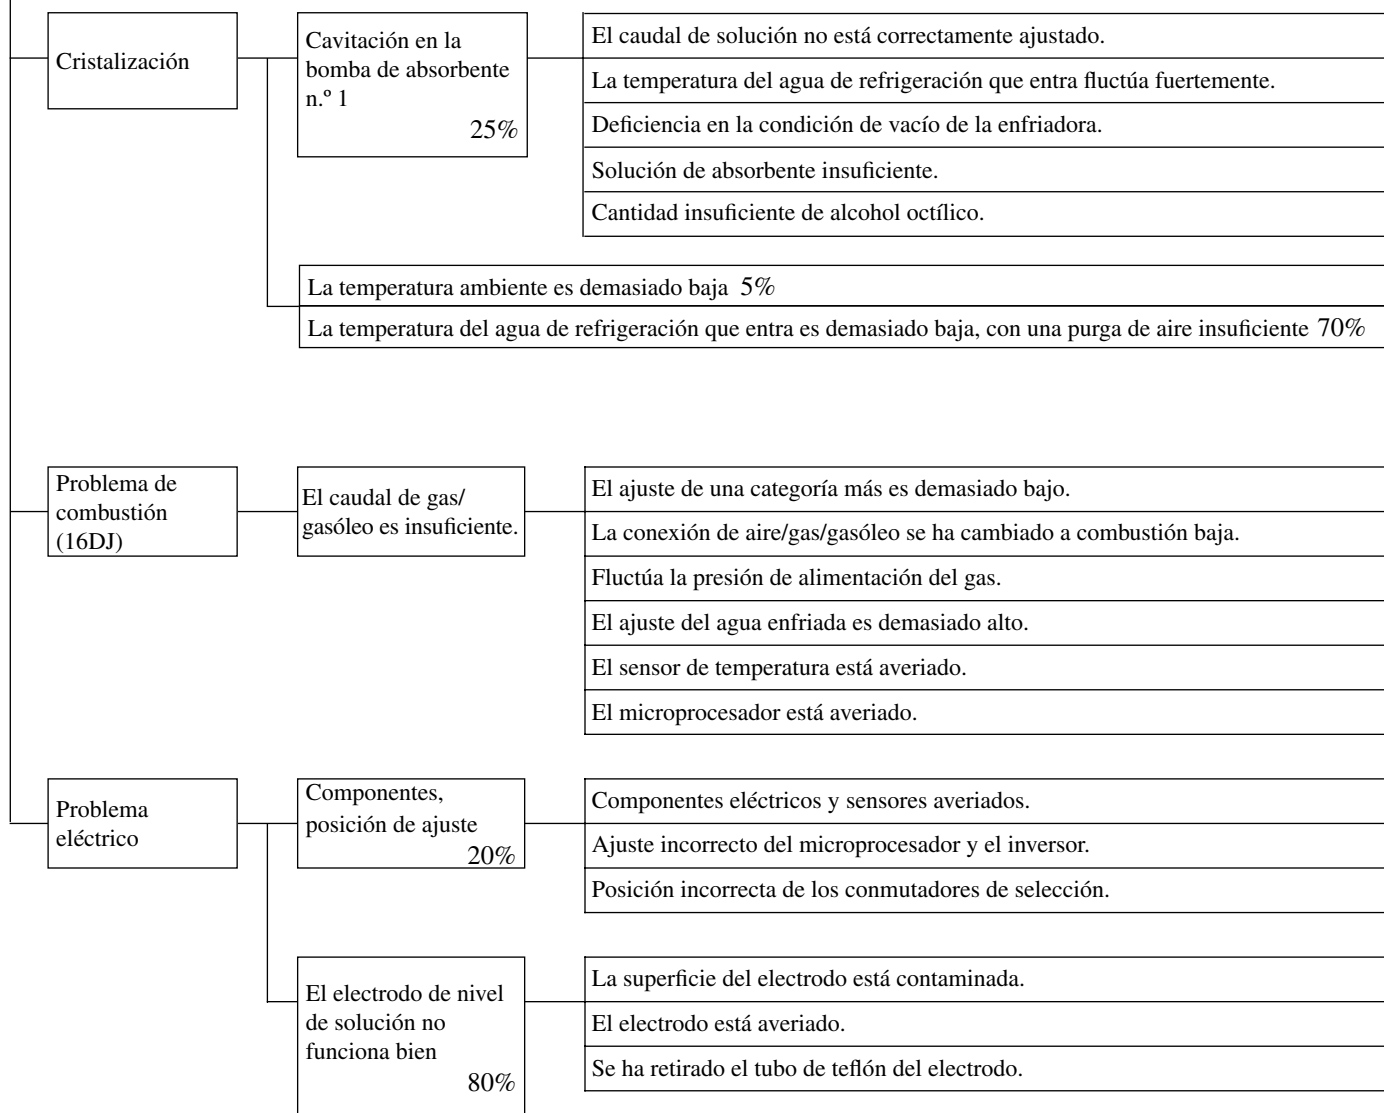 Cristalización
Cavitación en la
bomba de absorbente
n.º 1
25%
El caudal de solución no está correctamente ajustado.
La temperatura del agua de refrigeración que entra fluctúa fuertemente.
Deficiencia en la condición de vacío de la enfriadora.
Solución de absorbente insuficiente.
Cantidad insuficiente de alcohol octílico.
La temperatura ambiente es demasiado baja 5%
La temperatura del agua de refrigeración que entra es demasiado baja, con una purga de aire insuficiente 70%
Problema de
combustión
(16DJ)
El caudal de gas/
gasóleo es insuficiente.
El ajuste de una categoría más es demasiado bajo.
La conexión de aire/gas/gasóleo se ha cambiado a combustión baja.
Fluctúa la presión de alimentación del gas.
El ajuste del agua enfriada es demasiado alto.
El sensor de temperatura está averiado.
El microprocesador está averiado.
Problema
eléctrico
Componentes,
posición de ajuste
20%
Componentes eléctricos y sensores averiados.
Ajuste incorrecto del microprocesador y el inversor.
Posición incorrecta de los conmutadores de selección.
El electrodo de nivel
de solución no
funciona bien
80%
La superficie del electrodo está contaminada.
El electrodo está averiado.
Se ha retirado el tubo de teflón del electrodo.